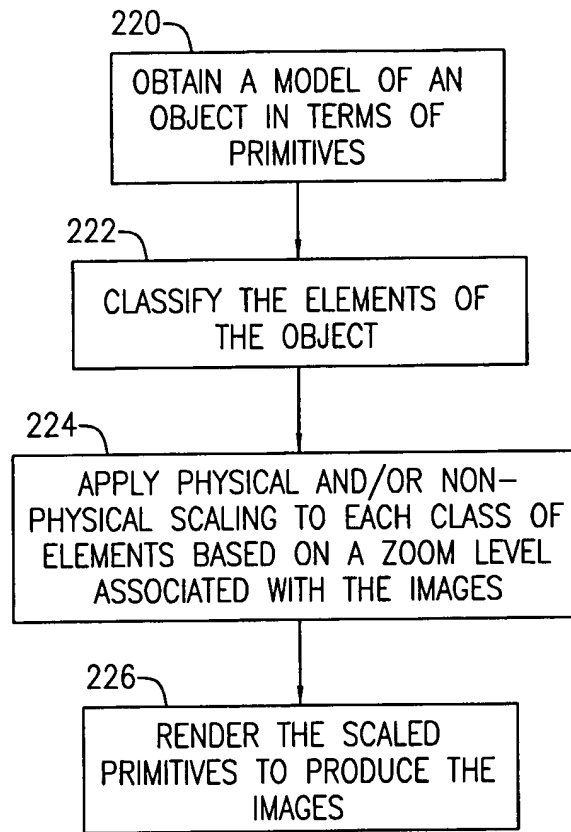 220
OBTAIN A MODEL OF AN
OBJECT IN TERMS OF
PRIMITIVES
222
CLASSIFY THE ELEMENTS OF
THE OBJECT
224
APPLY PHYSICAL AND/OR NON-
PHYSICAL SCALING TO EACH CLASS OF
ELEMENTS BASED ON A ZOOM LEVEL
ASSOCIATED WITH THE IMAGES
226
RENDER THE SCALED
PRIMITIVES TO PRODUCE THE
IMAGES